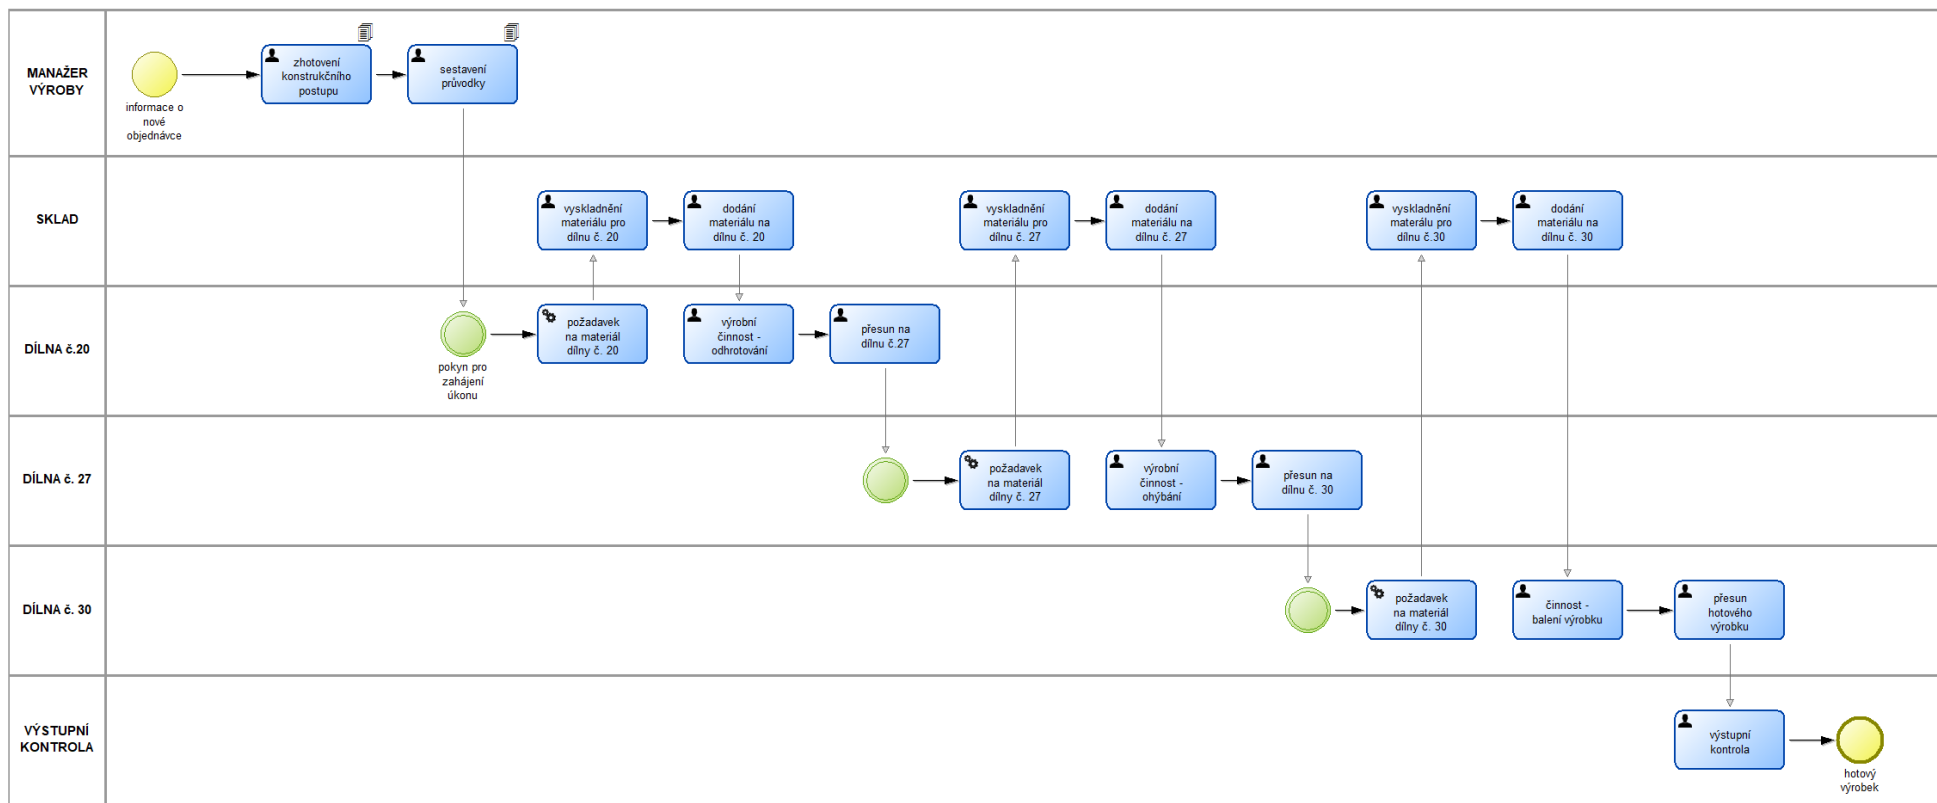 MANAŽER
VÝROBY
informace o
nové
objednávce
zhotovení
konstrukčního
postupu
sestavení
průvodky
SKLAD
vyskladnění
materiálu pro
dílnu č. 20
dodání
materiálu na
dílnu č. 20
vyskladnění
materiálu pro
dílnu č. 27
dodání
materiálu na
dílnu č. 27
vyskladnění
materálu pro
dílnu č.30
dodání
materiálu na
dílnu č. 30
DÍLNA č.20
pokyn pro
zahájení
úkonu
požadavek
na materiál
dílny č. 20
výrobní
činnost -
odhrotování
přesun na
dílnu č.27
DÍLNA č. 27
požadavek
na materiál
dílny č. 27
výrobní
činnost -
ohýbání
přesun na
dílnu č. 30
DÍLNA č. 30
požadavek
na materiál
dílny č. 30
činnost -
balení výrobku
přesun
hotového
výrobku
VÝSTUPNÍ
KONTROLA
výstupní
kontrola
hotový
výrobek